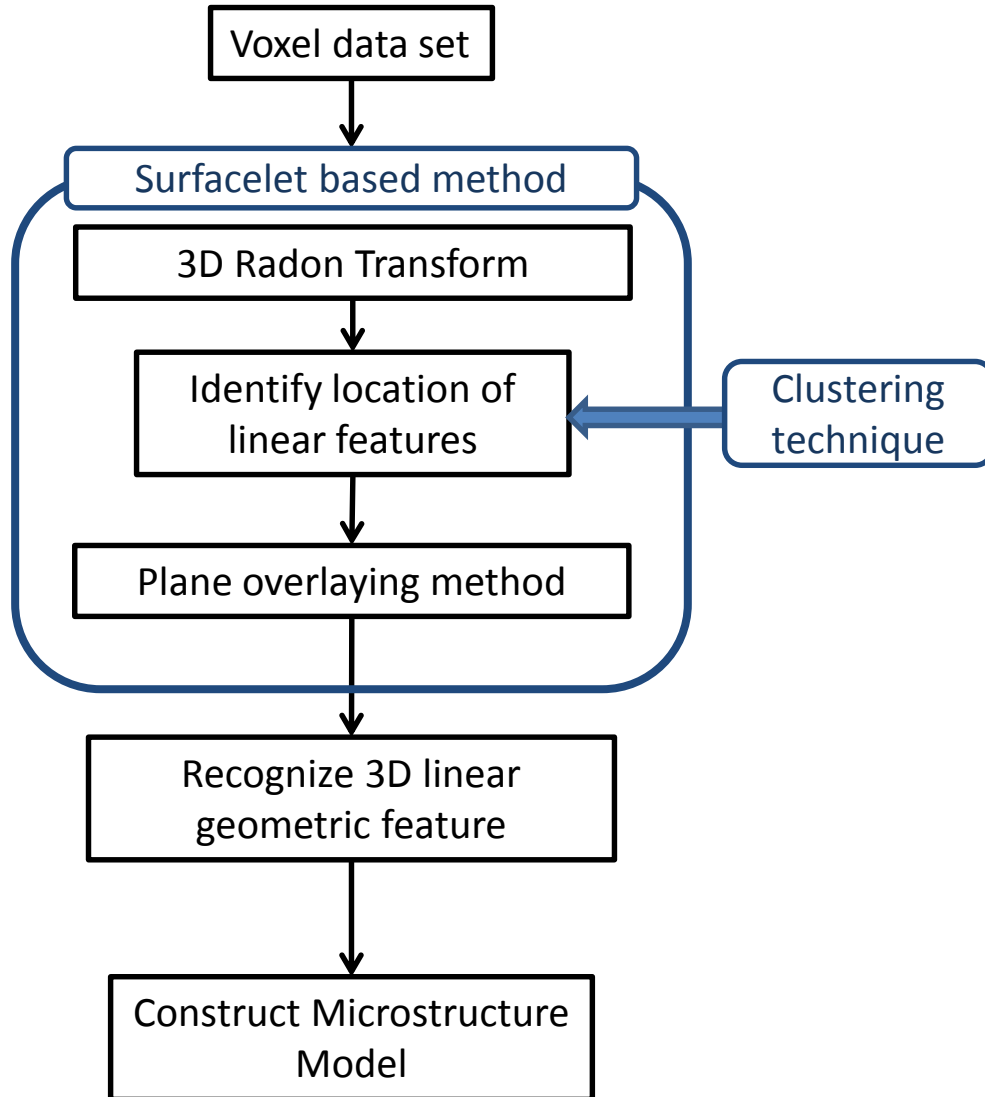 Voxel data set
Surfacelet based method
3D Radon Transform
Identify location of
linear features
Clustering
technique
Plane overlaying method
Recognize 3D linear
geometric feature
Construct Microstructure
Model